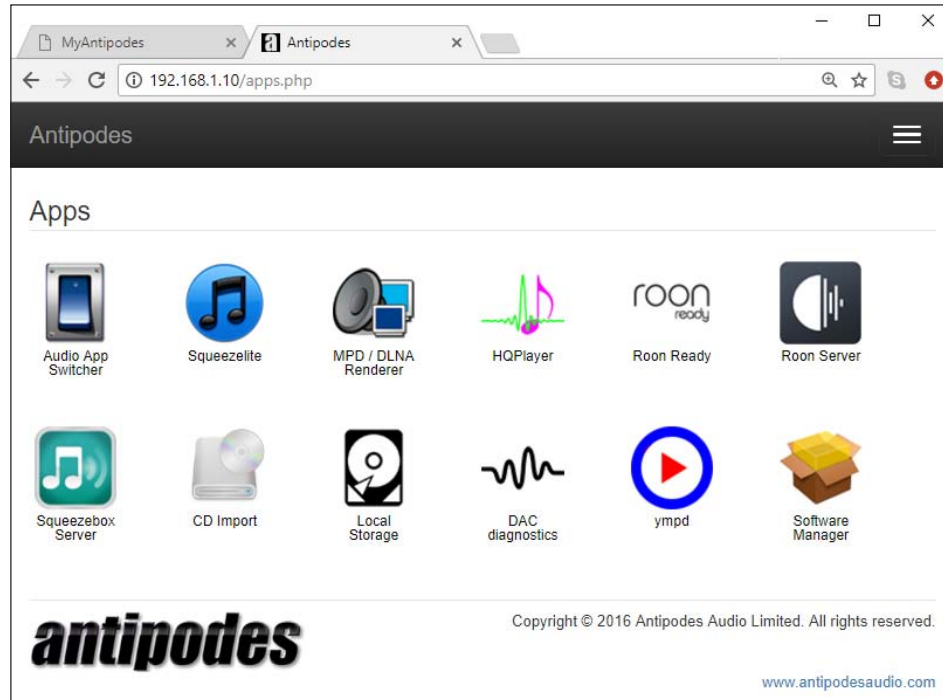 MyAntipodes
Antipodes
192.168.1.10/apps.php
Antipodes
Apps
Audio App
Switcher
Squeezelite
MPD / DLNA
Renderer
HQPlayer
roon
ready
Roon Ready
Roon Server
Squeezebox
Server
CD Import
Local
Storage
DAC
diagnostics
ympd
Software
Manager
antipodes
Copyright © 2016 Antipodes Audio Limited. All rights reserved.
www.antipodesaudio.com